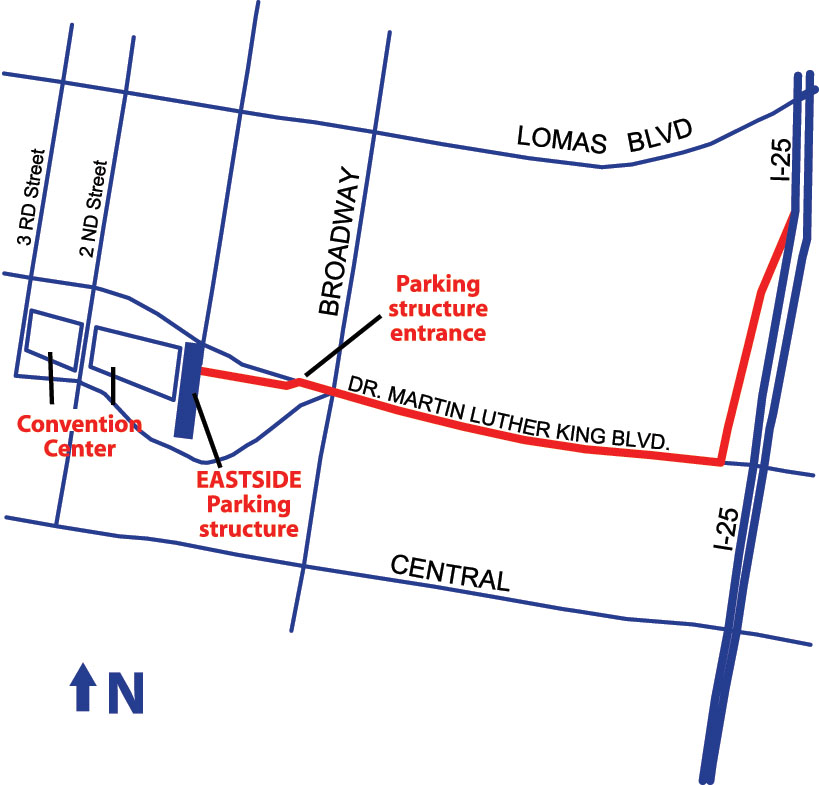 LOMAS BLVD
I-25
3 RD Street
2 ND Street
BROADWAY
Parking
structure
entrance
DR. MARTIN LUTHER KING BLVD.
Convention
Center
EASTSIDE
Parking
structure
I-25
CENTRAL
N